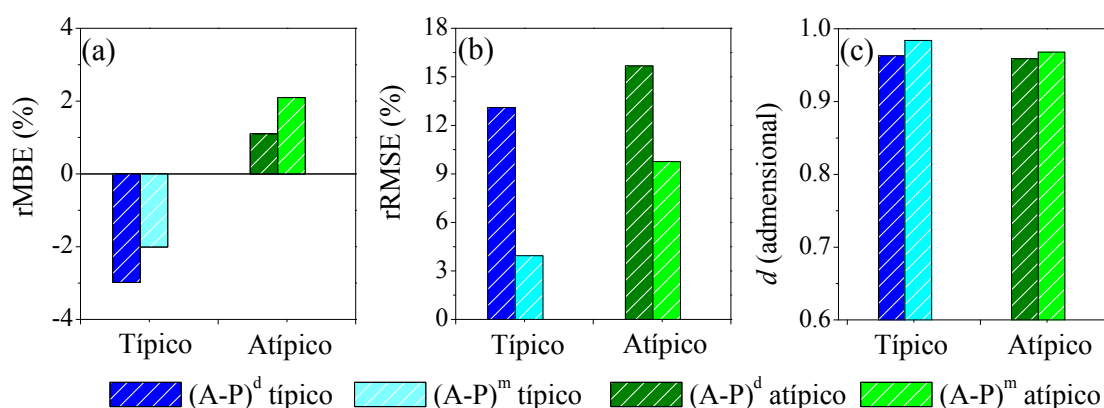 (a)
rMBE (%)
4
2
0
-2
-4
Típico Atípico
(b)
rRMSE (%)
18
15
12
9
6
3
0
Típico Atípico
(c)
d (admensional)
1.0
0.9
0.8
0.7
0.6
Típico Atípico
(A-P)ᵈ típico (A-P)ᵐ típico (A-P)ᵈ atípico (A-P)ᵐ atípico